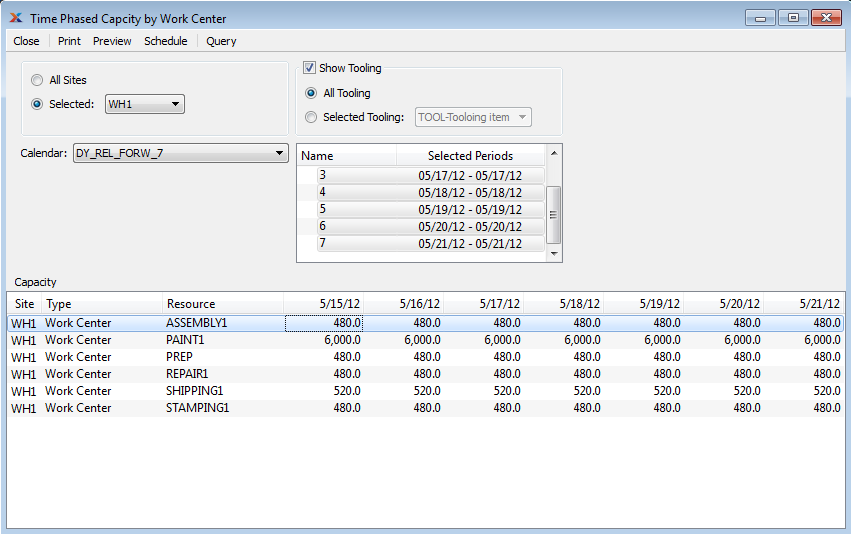 Time Phased Capcity by Work Center
Close Print Preview Schedule Query
All Sites
Selected: WH1
Show Tooling
All Tooling
Selected Tooling: TOOL-Tooloing item
Calendar: DY_REL_FORW_7
Name Selected Periods
3 05/17/12 - 05/17/12
4 05/18/12 - 05/18/12
5 05/19/12 - 05/19/12
6 05/20/12 - 05/20/12
7 05/21/12 - 05/21/12
Capacity
Site Type Resource 5/15/12 5/16/12 5/17/12 5/18/12 5/19/12 5/20/12 5/21/12
WH1 Work Center ASSEMBLY1 480.0 480.0 480.0 480.0 480.0 480.0 480.0
WH1 Work Center PAINT1 6,000.0 6,000.0 6,000.0 6,000.0 6,000.0 6,000.0 6,000.0
WH1 Work Center PREP 480.0 480.0 480.0 480.0 480.0 480.0 480.0
WH1 Work Center REPAIR1 480.0 480.0 480.0 480.0 480.0 480.0 480.0
WH1 Work Center SHIPPING1 520.0 520.0 520.0 520.0 520.0 520.0 520.0
WH1 Work Center STAMPING1 480.0 480.0 480.0 480.0 480.0 480.0 480.0